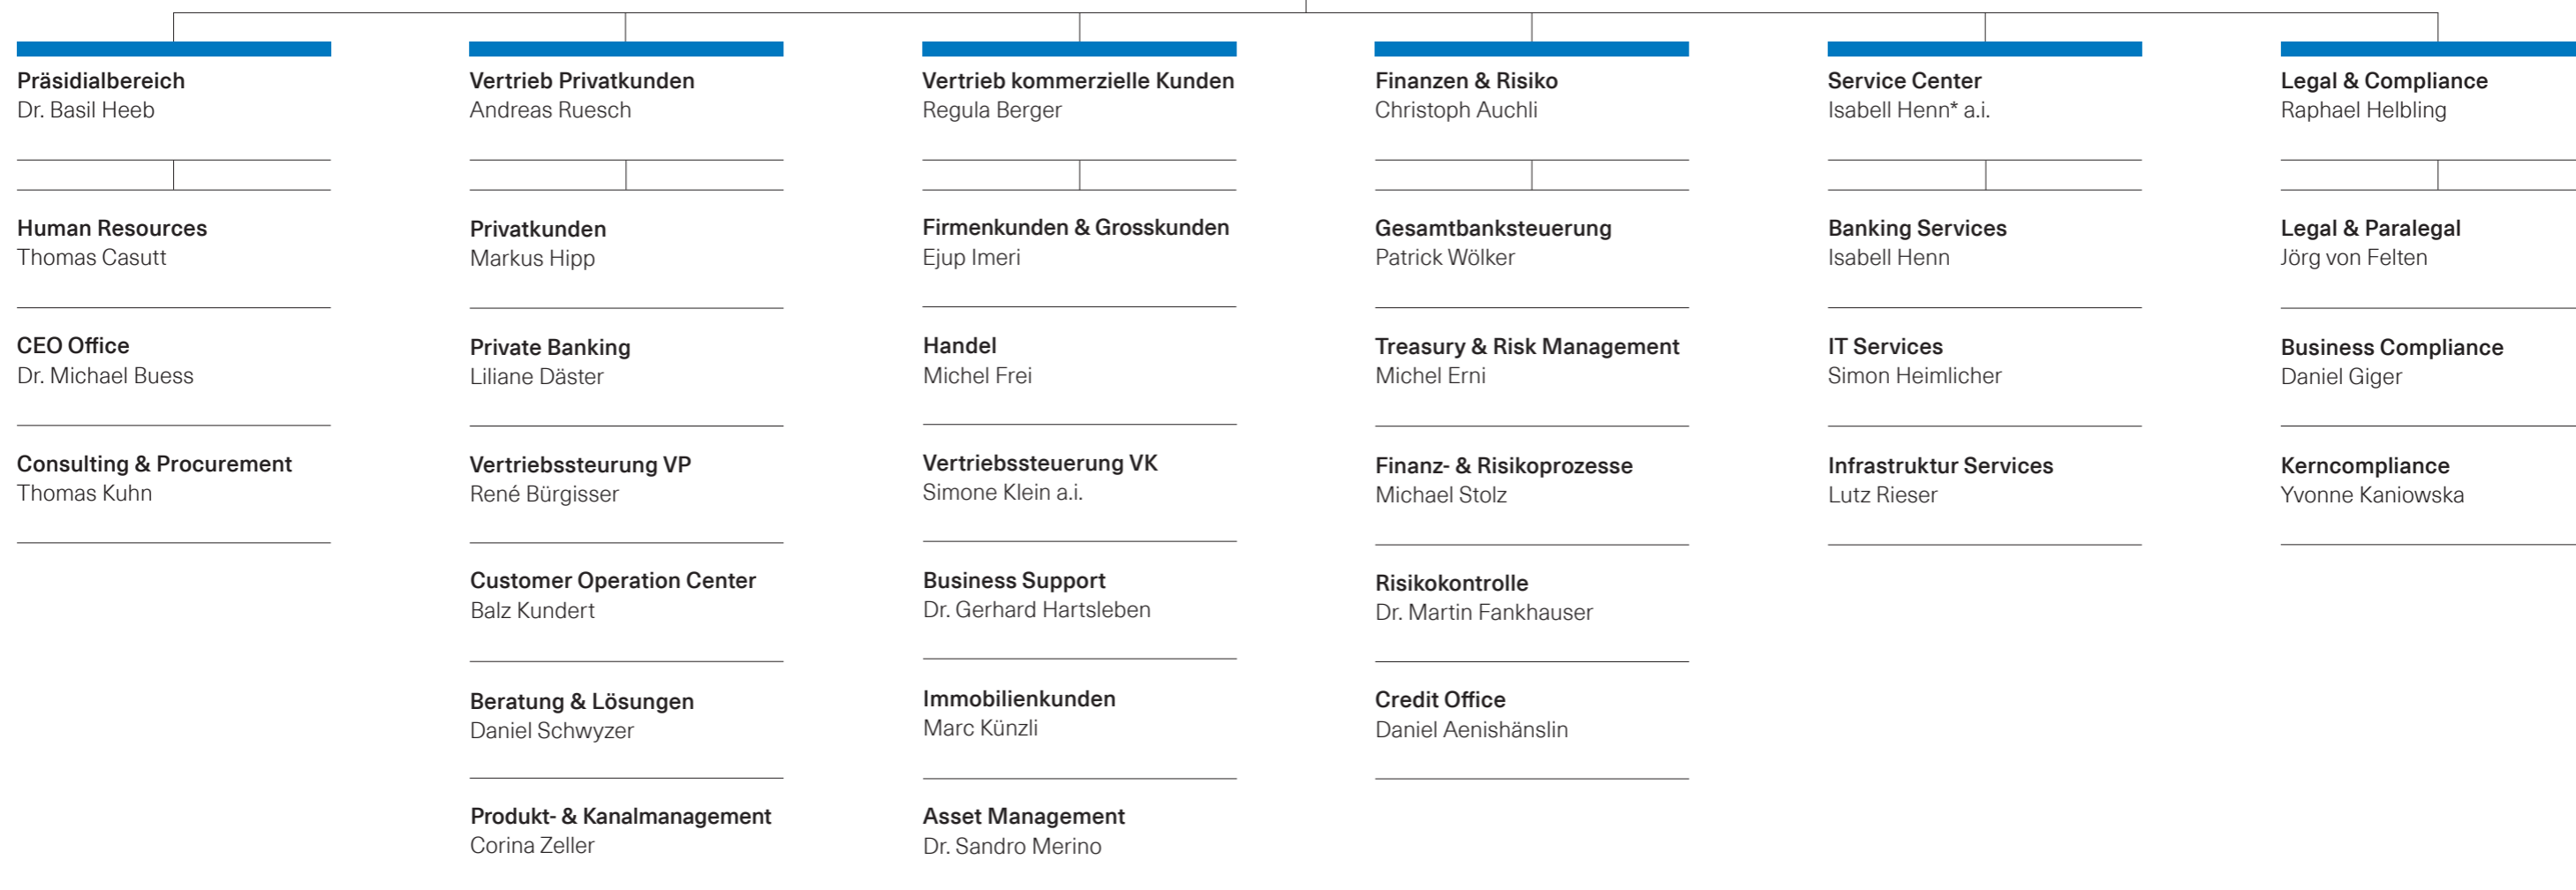 Präsidialbereich
Dr. Basil Heeb
Human Resources
Thomas Casutt
CEO Office
Dr. Michael Buess
Consulting & Procurement
Thomas Kuhn
Vertrieb Privatkunden
Andreas Ruesch
Privatkunden
Markus Hipp
Private Banking
Liliane Däster
Vertriebssteurung VP
René Bürgisser
Customer Operation Center
Balz Kundert
Beratung & Lösungen
Daniel Schwyzer
Produkt- & Kanalmanagement
Corina Zeller
Vertrieb kommerzielle Kunden
Regula Berger
Firmenkunden & Grosskunden
Ejup Imeri
Handel
Michel Frei
Vertriebssteuerung VK
Simone Klein a.i.
Business Support
Dr. Gerhard Hartsleben
Immobilienkunden
Marc Künzli
Asset Management
Dr. Sandro Merino
Finanzen & Risiko
Christoph Auchli
Gesamtbanksteuerung
Patrick Wölker
Treasury & Risk Management
Michel Erni
Finanz- & Risikoprozesse
Michael Stolz
Risikokontrolle
Dr. Martin Fankhauser
Credit Office
Daniel Aenishänslin
Service Center
Isabell Henn* a.i.
Banking Services
Isabell Henn
IT Services
Simon Heimlicher
Infrastruktur Services
Lutz Rieser
Legal & Compliance
Raphael Helbling
Legal & Paralegal
Jörg von Felten
Business Compliance
Daniel Giger
Kerncompliance
Yvonne Kaniowska